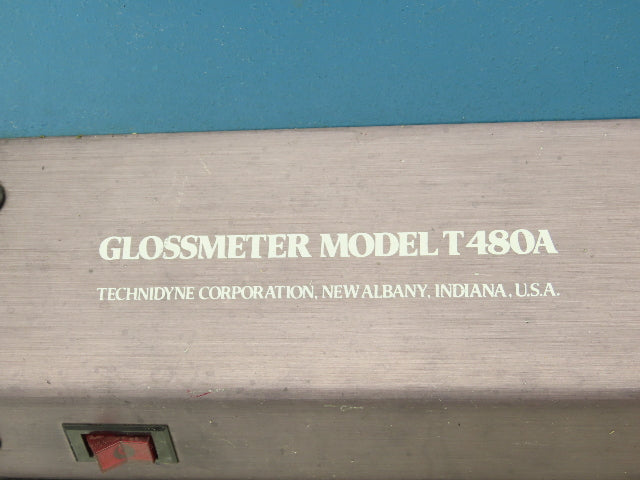 GLOSSMETER MODEL T480A
TECHNIDYNE CORPORATION, NEW ALBANY, INDIANA, U.S.A.